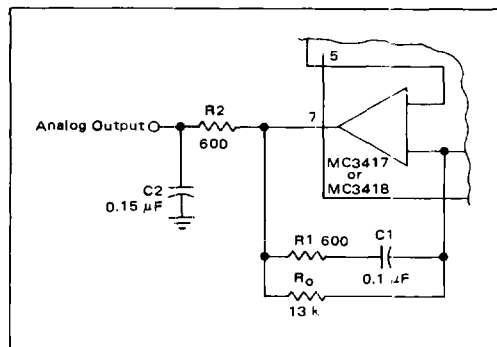 5
R2
7
Analog Output
600
MC3417
or
MC3418
C2
0.15 μF
R1 600
C1
0.1 μF
Ro
13 k